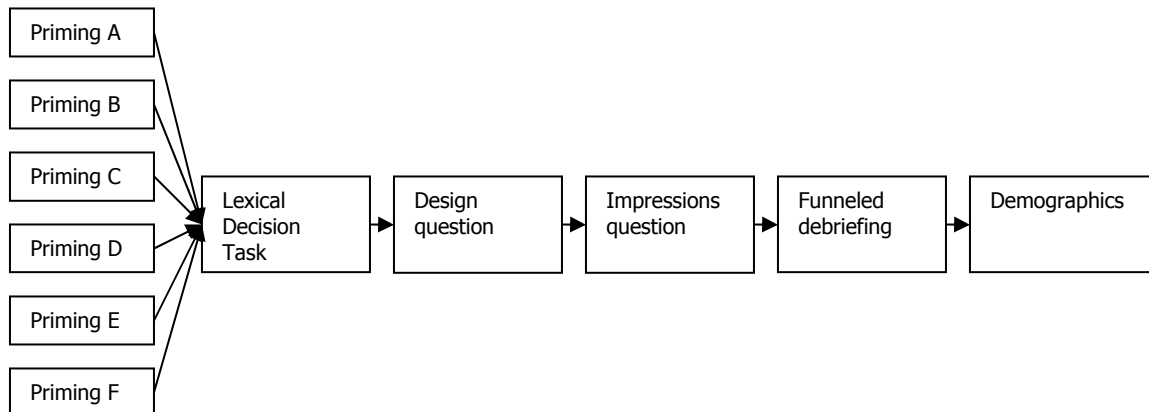 Priming A
Priming B
Priming C
Priming D
Priming E
Priming F
Lexical
Decision
Task
Design
question
Impressions
question
Funneled
debriefing
Demographics